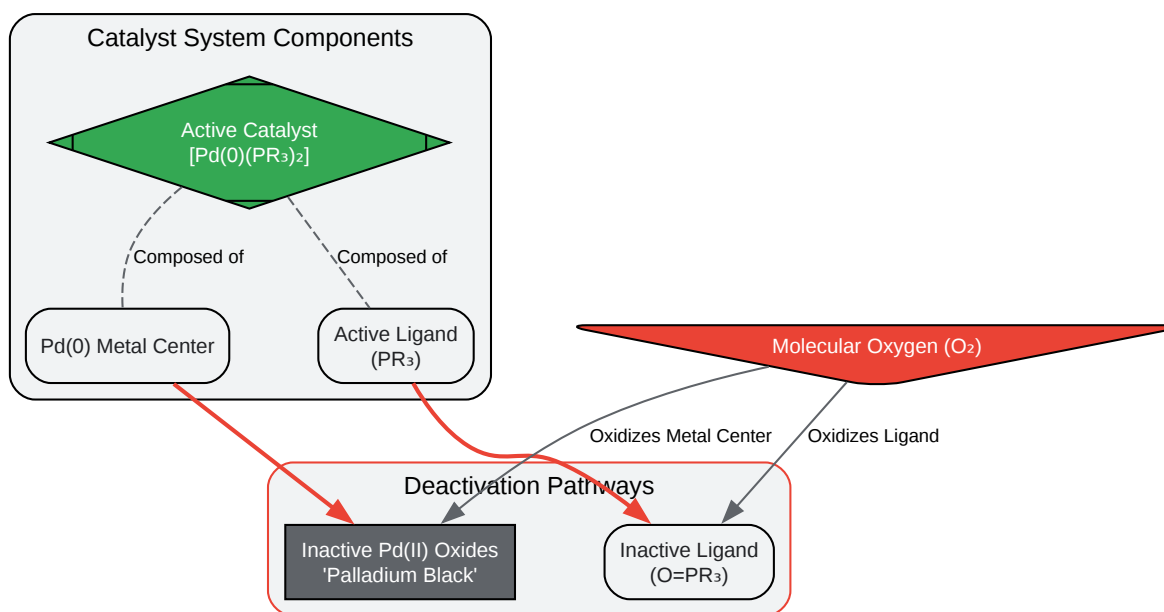 Catalyst System Components
Active Catalyst
[Pd(0)(PR₃)₂]
Composed of
Composed of
Pd(0) Metal Center
Active Ligand
(PR₃)
Molecular Oxygen (O₂)
Oxidizes Metal Center
Oxidizes Ligand
Deactivation Pathways
Inactive Pd(II) Oxides
'Palladium Black'
Inactive Ligand
(O=PR₃)